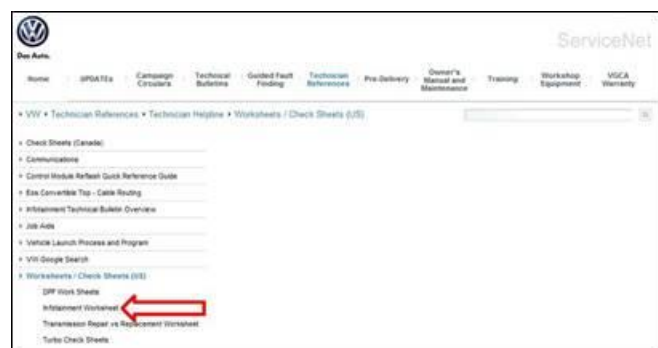 Das Auto.
ServiceNet
Home UPDATEs Campaign Circulars Technical Bulletins Guided Fault Finding Technician References Pre-Delivery Owner's Manual and Maintenance Training Workshop Equipment VGCA Warranty
VW • Technician References • Technician Helpline • Worksheets / Check Sheets (US)
Check Sheets (Canada)
Communications
Control Module Reflash Quick Reference Guide
Eos Convertible Top - Cable Routing
Infotainment Technical Bulletin Overview
Job Aids
Vehicle Launch Process and Program
VW Google Search
Worksheets / Check Sheets (US)
DPF Work Sheets
Infotainment Worksheet
Transmission Repair vs Replacement Worksheet
Turbo Check Sheets